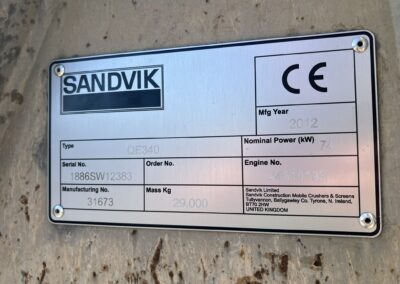 SANDVIK
CE
Mfg Year
2012
Type
QE340
Nominal Power (kW)
74
Serial No.
1886SW12383
Order No.
Engine No.
Manufacturing No.
31673
Mass Kg
29,000
Sandvik Limited
Sandvik Construction Mobile Crushers & Screens
Tullyvannon, Ballygawley Co. Tyrone, N. Ireland,
BT70 2HW
UNITED KINGDOM